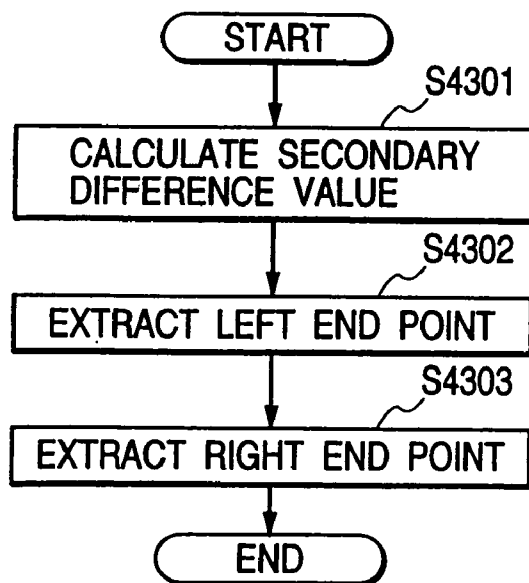 START
S4301
CALCULATE SECONDARY
DIFFERENCE VALUE
S4302
EXTRACT LEFT END POINT
S4303
EXTRACT RIGHT END POINT
END